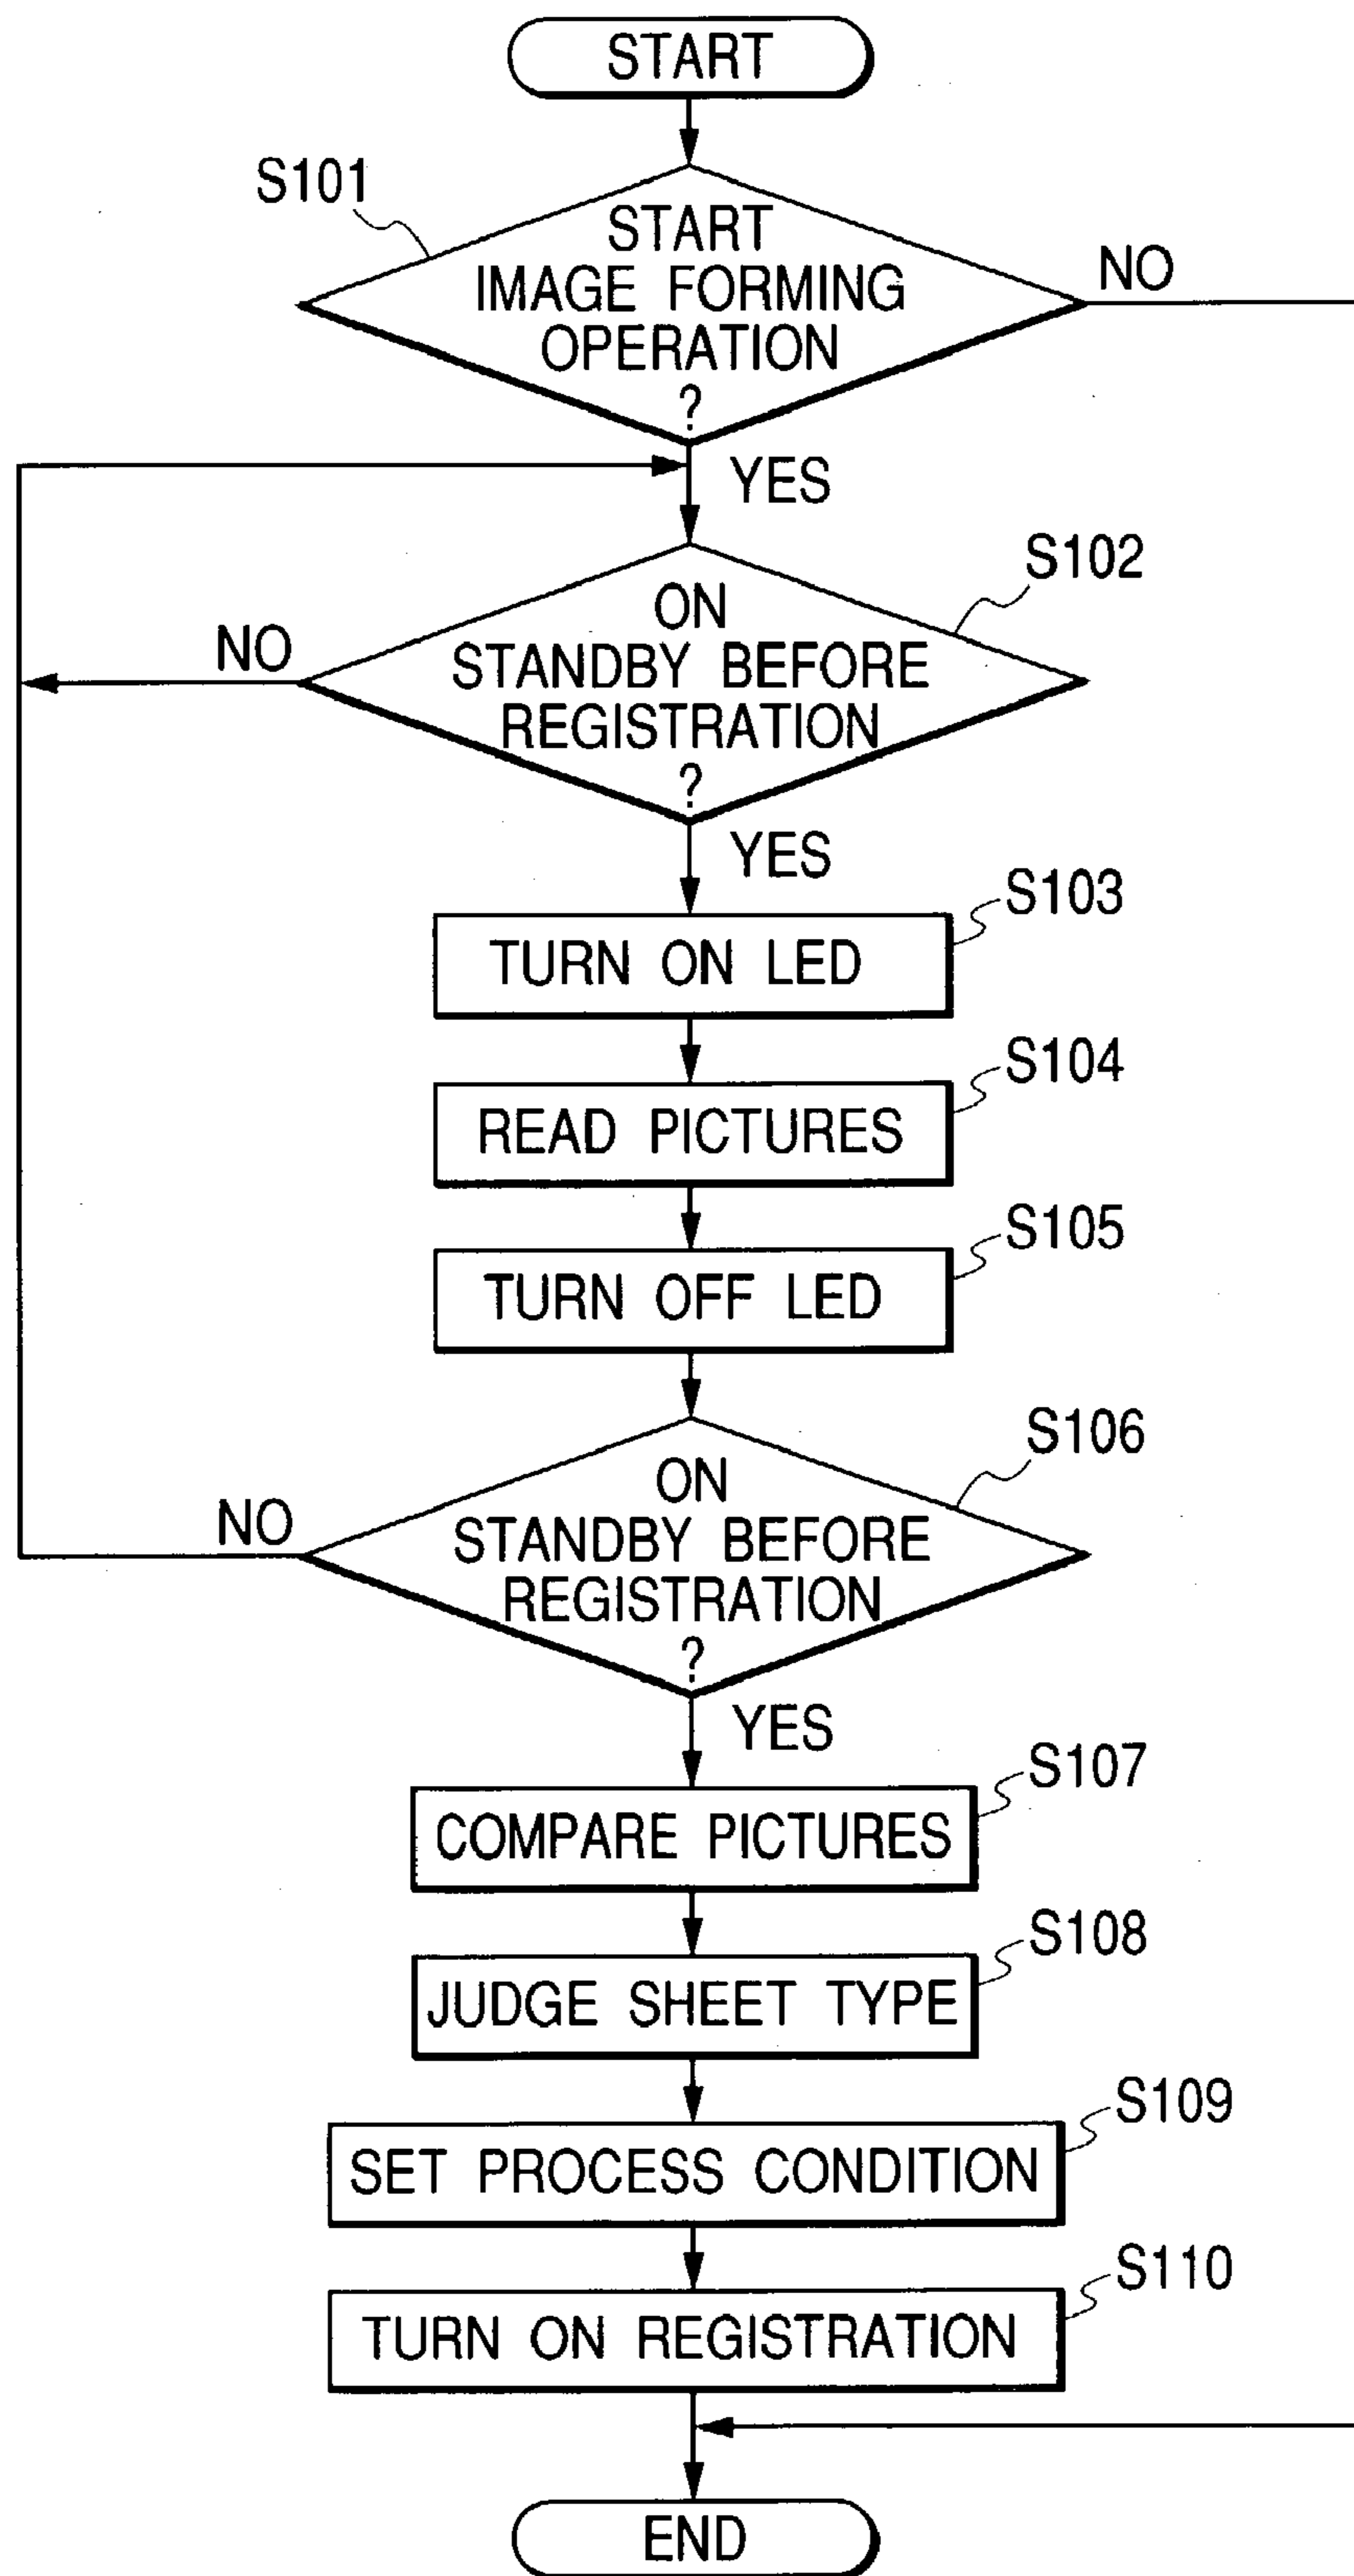 START
S101
START
IMAGE FORMING
OPERATION
?
NO
YES
S102
ON
STANDBY BEFORE
REGISTRATION
?
NO
YES
S103
TURN ON LED
S104
READ PICTURES
S105
TURN OFF LED
S106
ON
STANDBY BEFORE
REGISTRATION
?
NO
YES
S107
COMPARE PICTURES
S108
JUDGE SHEET TYPE
S109
SET PROCESS CONDITION
S110
TURN ON REGISTRATION
END